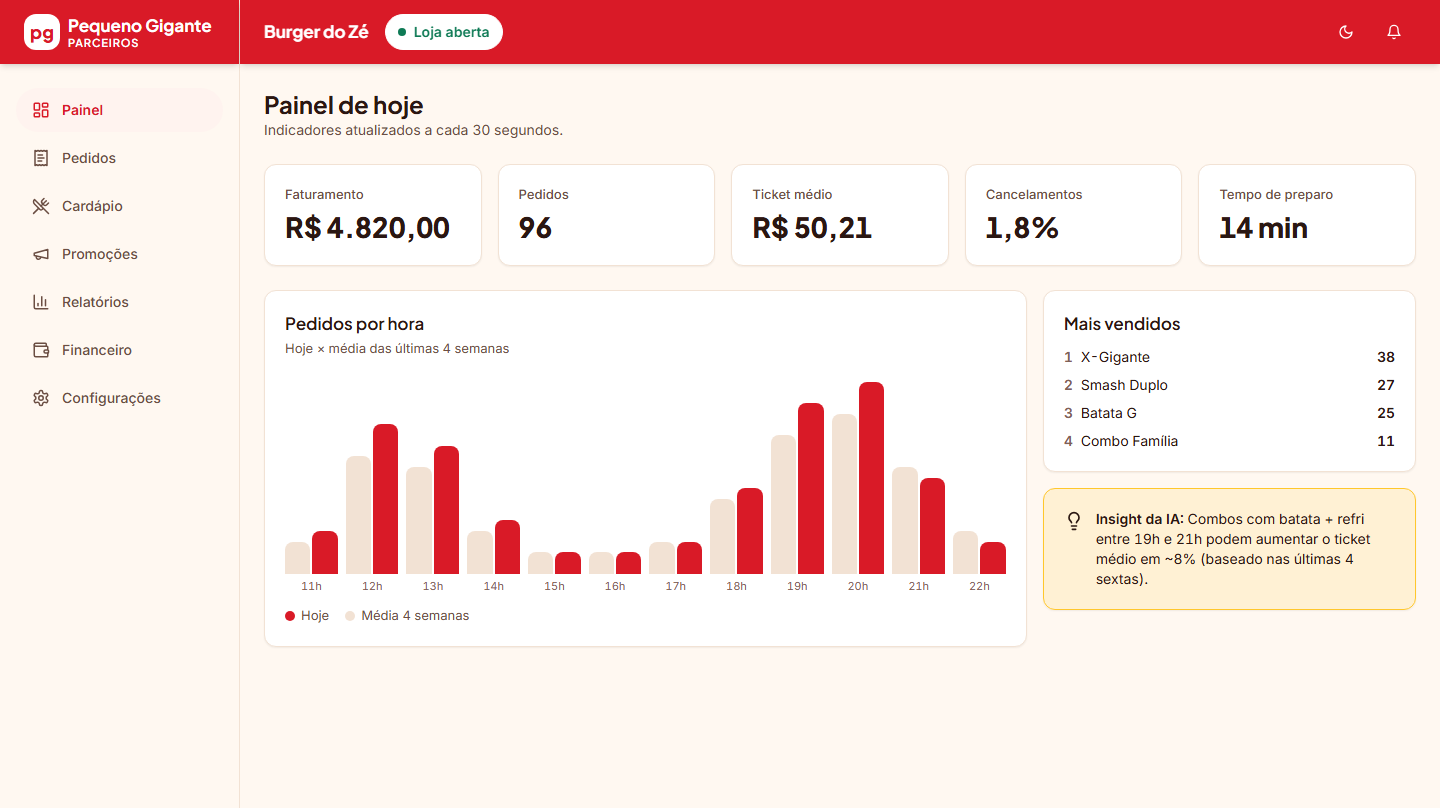 pg
Pequeno Gigante
PARCEIROS
Burger do Zé
Loja aberta
Painel
Pedidos
Cardápio
Promoções
Relatórios
Financeiro
Configurações
Painel de hoje
Indicadores atualizados a cada 30 segundos.
Faturamento
R$ 4.820,00
Pedidos
96
Ticket médio
R$ 50,21
Cancelamentos
1,8%
Tempo de preparo
14 min
Pedidos por hora
Hoje × média das últimas 4 semanas
11h 12h 13h 14h 15h 16h 17h 18h 19h 20h 21h 22h
Hoje Média 4 semanas
Mais vendidos
1 X-Gigante 38
2 Smash Duplo 27
3 Batata G 25
4 Combo Família 11
Insight da IA: Combos com batata + refri
entre 19h e 21h podem aumentar o ticket
médio em ~8% (baseado nas últimas 4
sextas).